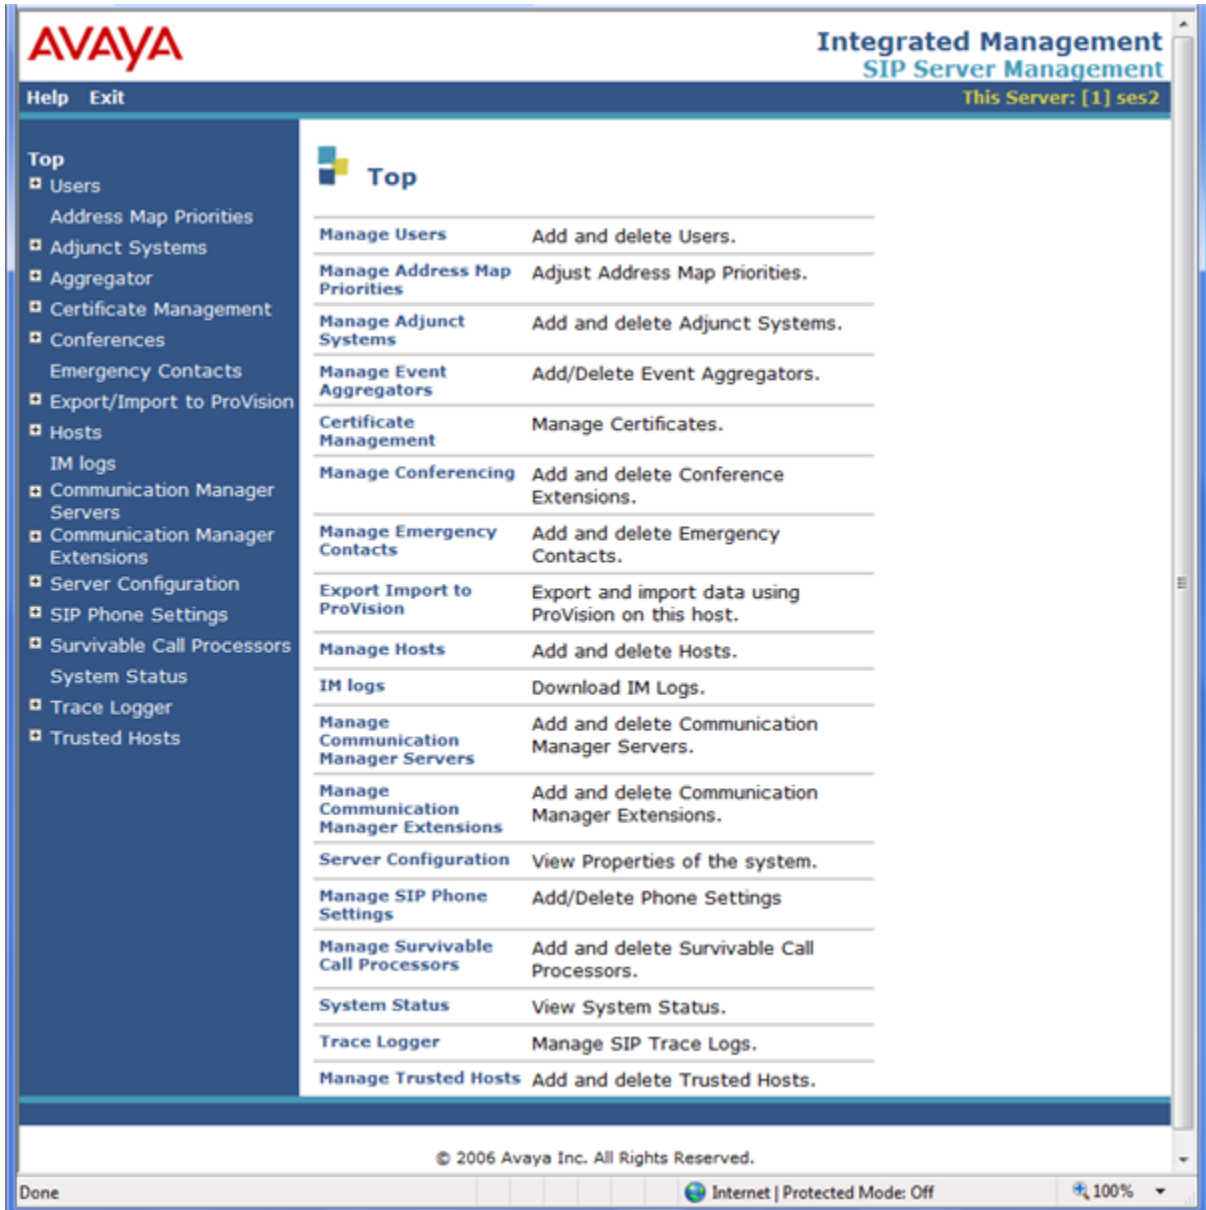 AVAYA
Integrated Management
SIP Server Management
Help Exit
This Server: [1] ses2
Top
Users
Address Map Priorities
Adjunct Systems
Aggregator
Certificate Management
Conferences
Emergency Contacts
Export/Import to ProVision
Hosts
IM logs
Communication Manager
Servers
Communication Manager
Extensions
Server Configuration
SIP Phone Settings
Survivable Call Processors
System Status
Trace Logger
Trusted Hosts
Top
Manage Users Add and delete Users.
Manage Address Map Adjust Address Map Priorities.
Priorities
Manage Adjunct Add and delete Adjunct Systems.
Systems
Manage Event Add/Delete Event Aggregators.
Aggregators
Certificate Manage Certificates.
Management
Manage Conferencing Add and delete Conference
Extensions.
Manage Emergency Add and delete Emergency
Contacts Contacts.
Export Import to Export and import data using
ProVision ProVision on this host.
Manage Hosts Add and delete Hosts.
IM logs Download IM Logs.
Manage Add and delete Communication
Communication Manager Servers.
Manager Servers
Manage Add and delete Communication
Communication Manager Extensions.
Manager Extensions
Server Configuration View Properties of the system.
Manage SIP Phone Add/Delete Phone Settings
Settings
Manage Survivable Add and delete Survivable Call
Call Processors Processors.
System Status View System Status.
Trace Logger Manage SIP Trace Logs.
Manage Trusted Hosts Add and delete Trusted Hosts.
© 2006 Avaya Inc. All Rights Reserved.
Done Internet | Protected Mode: Off 100%